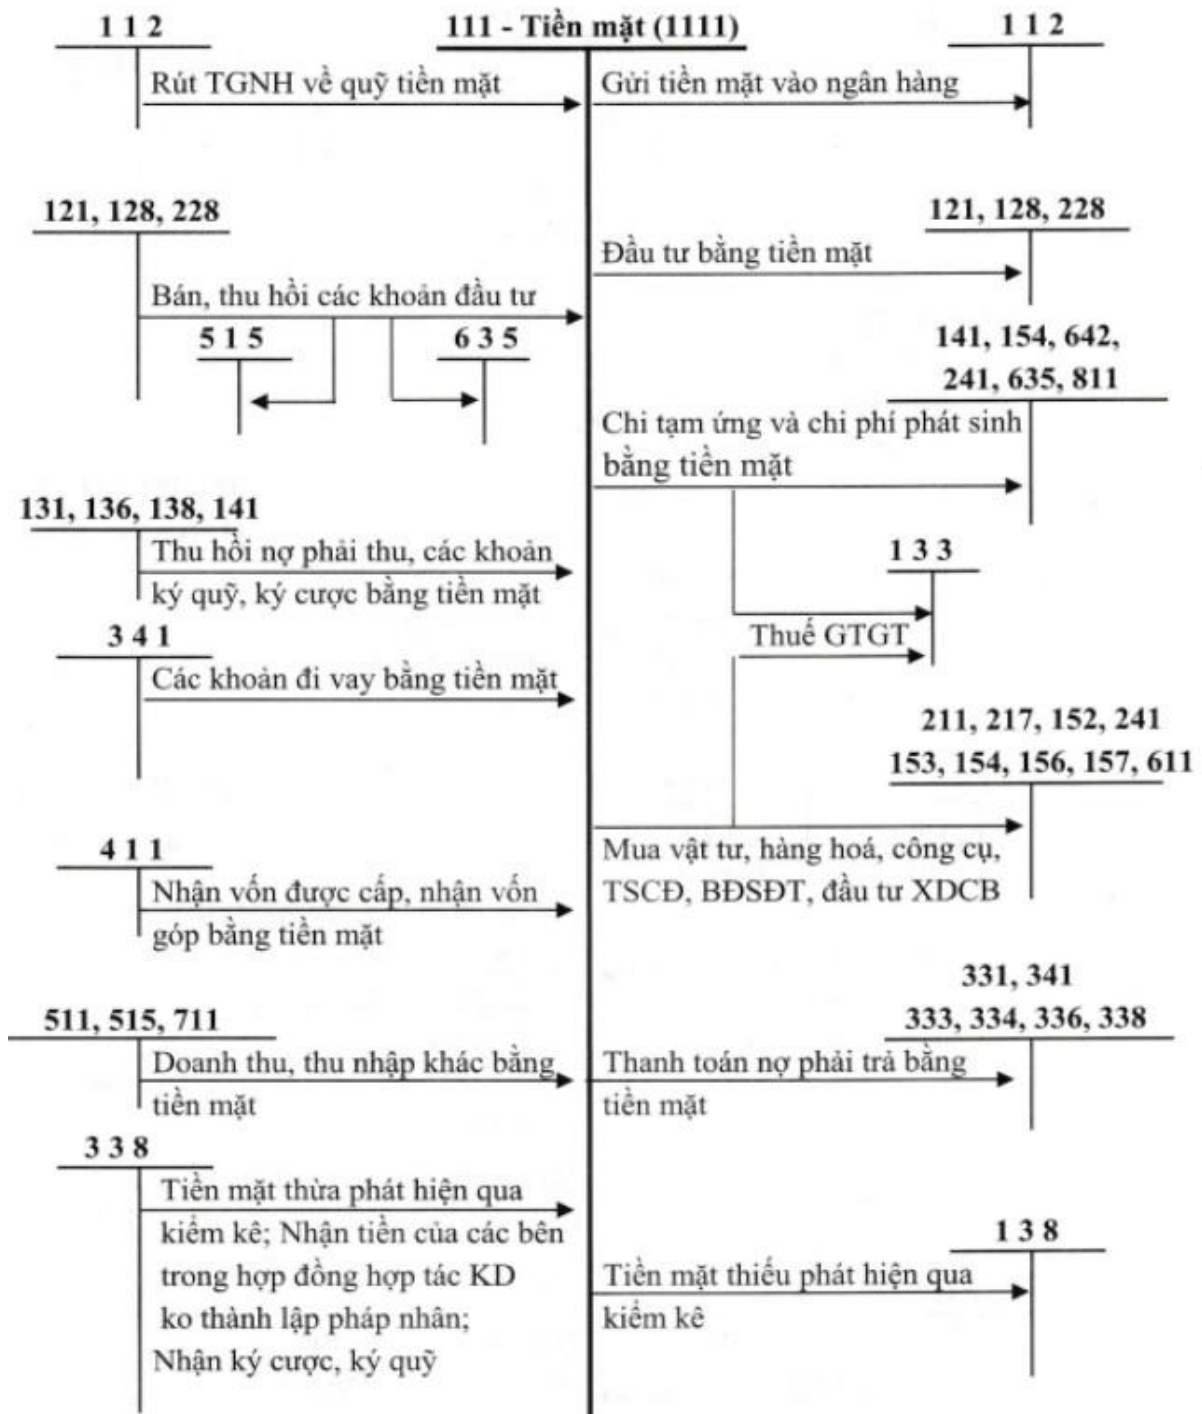 1 1 2
111 - Tiền mặt (1111)
1 1 2
Rút TGNH về quỹ tiền mặt
Gửi tiền mặt vào ngân hàng
121, 128, 228
121, 128, 228
Đầu tư bằng tiền mặt
Bán, thu hồi các khoản đầu tư
5 1 5
6 3 5
141, 154, 642,
241, 635, 811
Chi tạm ứng và chi phí phát sinh
bằng tiền mặt
131, 136, 138, 141
Thu hồi nợ phải thu, các khoản
ký quỹ, ký cược bằng tiền mặt
1 3 3
Thuế GTGT
3 4 1
Các khoản đi vay bằng tiền mặt
211, 217, 152, 241
153, 154, 156, 157, 611
Mua vật tư, hàng hoá, công cụ,
TSCĐ, BĐSĐT, đầu tư XDCB
4 1 1
Nhận vốn được cấp, nhận vốn
góp bằng tiền mặt
331, 341
333, 334, 336, 338
511, 515, 711
Doanh thu, thu nhập khác bằng
tiền mặt
Thanh toán nợ phải trả bằng
tiền mặt
3 3 8
Tiền mặt thừa phát hiện qua
kiểm kê; Nhận tiền của các bên
trong hợp đồng hợp tác KD
ko thành lập pháp nhân;
Nhận ký cược, ký quỹ
1 3 8
Tiền mặt thiếu phát hiện qua
kiểm kê